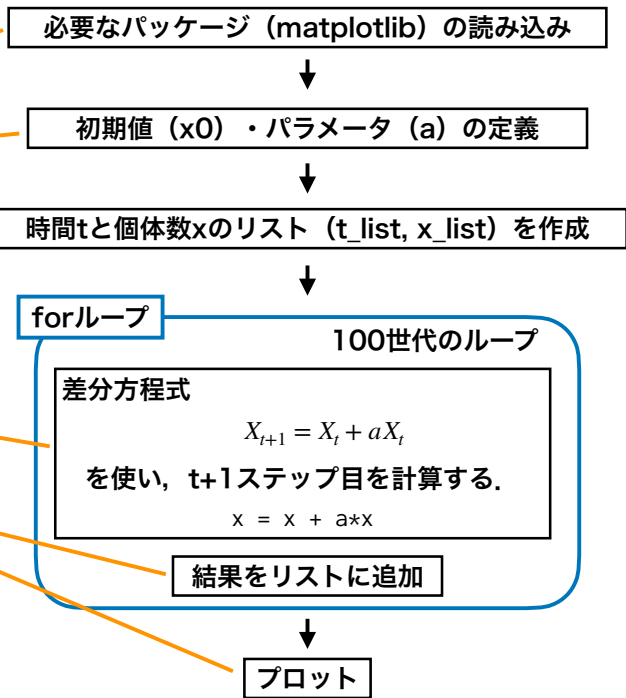 必要なパッケージ（matplotlib）の読み込み
初期値（x0）・パラメータ（a）の定義
時間tと個体数xのリスト（t_list, x_list）を作成
forループ
100世代のループ
差分方程式
X_{t+1} = X_t + aX_t
を使い，t+1ステップ目を計算する．
x = x + a*x
結果をリストに追加
プロット